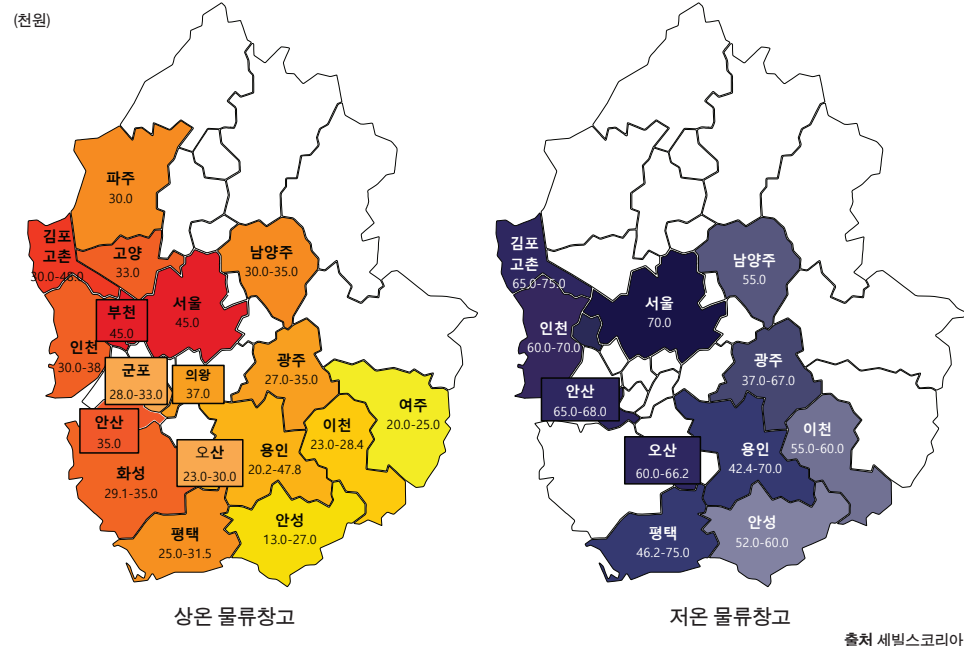 (천원)
파주
30.0
김포
고촌
30.0-46.0
고양
33.0
남양주
30.0-35.0
서울
45.0
부천
45.0
인천
30.0-38
군포
28.0-33.0
의왕
37.0
광주
27.0-35.0
여주
20.0-25.0
안산
35.0
이천
23.0-28.4
오산
23.0-30.0
용인
20.2-47.8
화성
29.1-35.0
안성
13.0-27.0
평택
25.0-31.5
상온 물류창고
김포
고촌
65.0-75.0
남양주
55.0
서울
70.0
인천
60.0-70.0
광주
37.0-67.0
안산
65.0-68.0
이천
55.0-60.0
오산
60.0-66.2
용인
42.4-70.0
평택
46.2-75.0
안성
52.0-60.0
저온 물류창고
출처 세빌스코리아